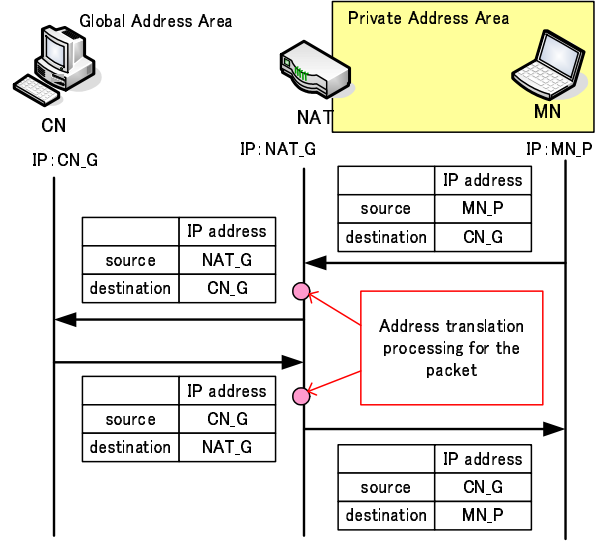 Global Address Area
Private Address Area
CN
NAT
MN
IP:CN_G
IP:NAT_G
IP:MN_P
IP address
source MN_P
destination CN_G
IP address
source NAT_G
destination CN_G
Address translation
processing for the
packet
IP address
source CN_G
destination NAT_G
IP address
source CN_G
destination MN_P